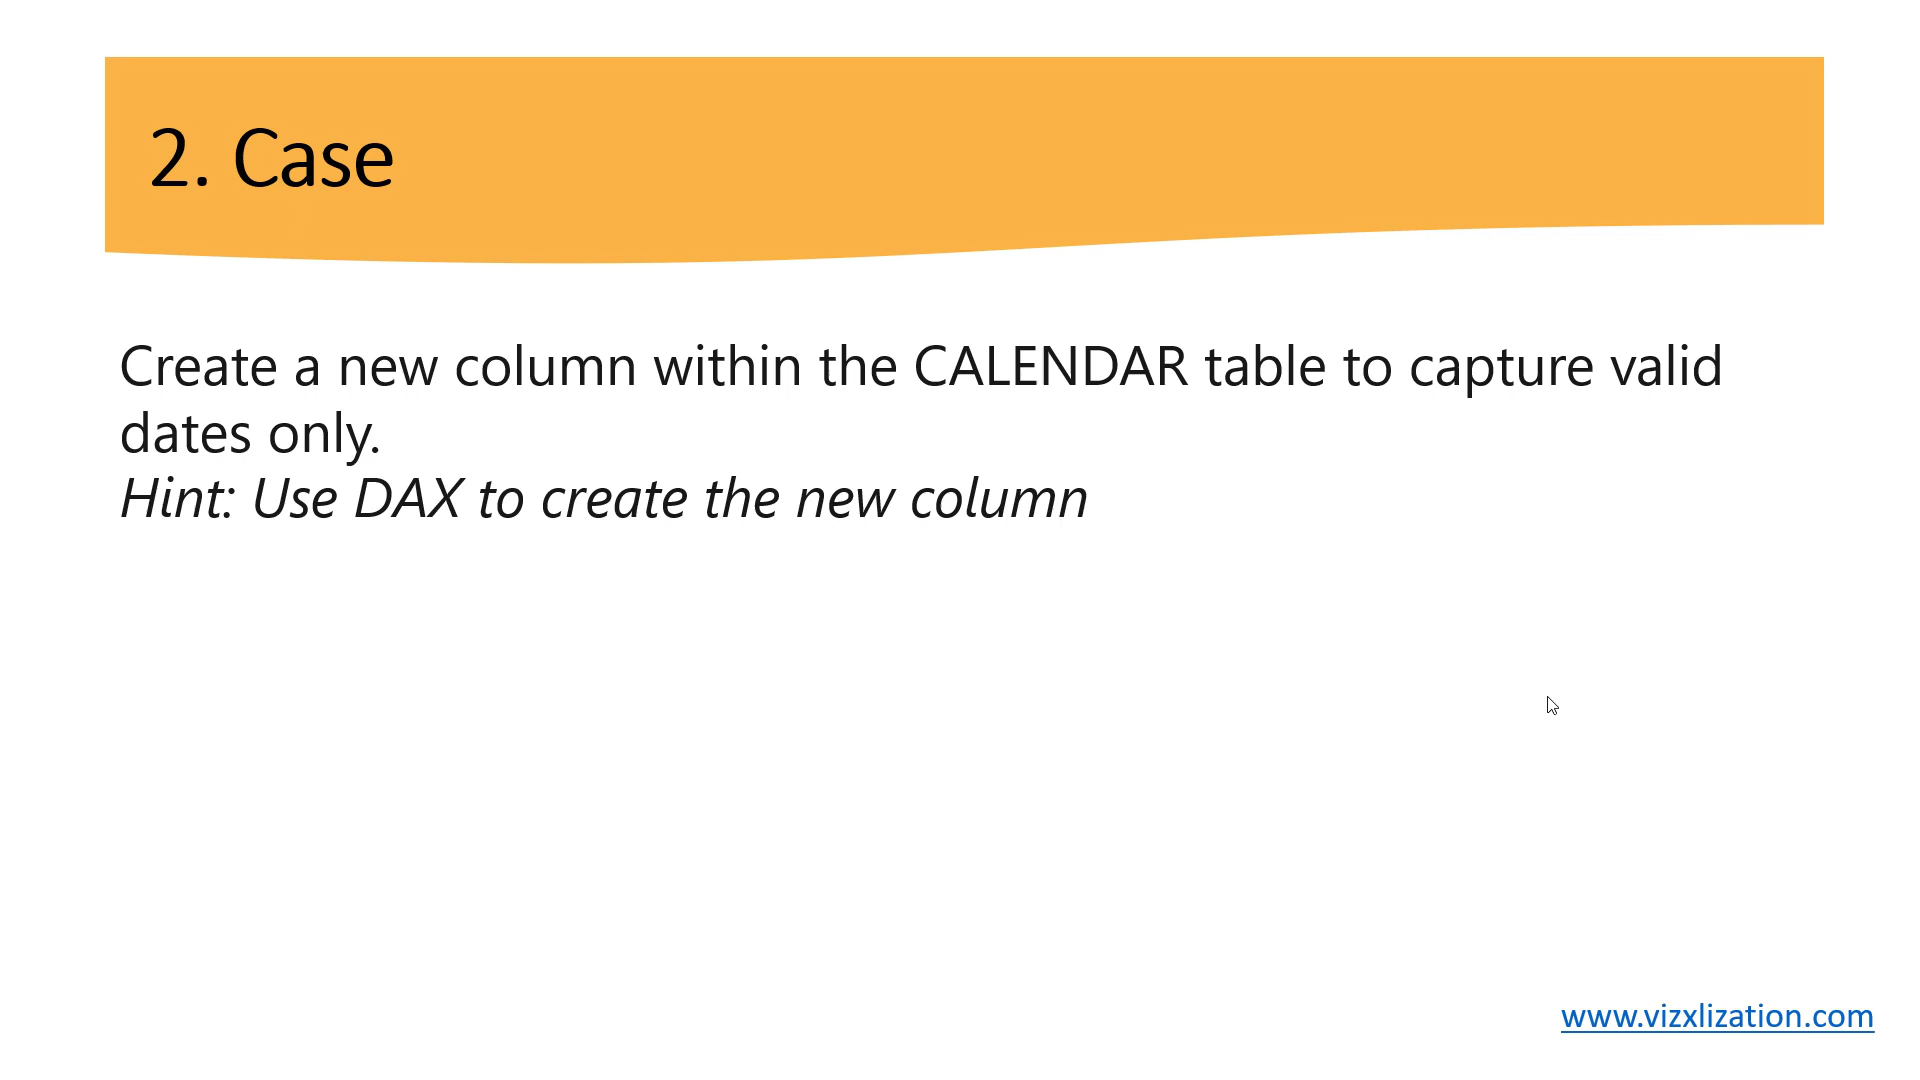 2. Case
Create a new column within the CALENDAR table to capture valid
dates only.
Hint: Use DAX to create the new column
www.vizxlization.com